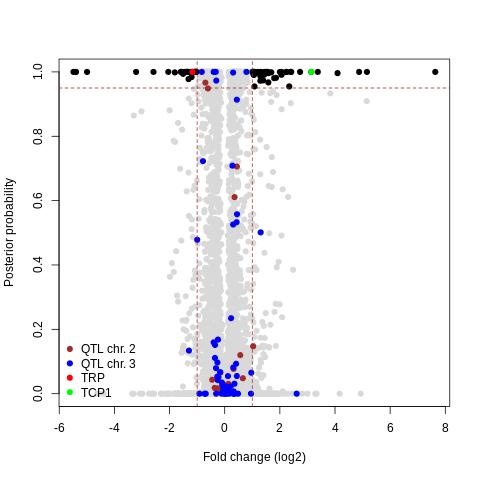 Posterior probability
1.0
0.8
0.6
0.4
0.2
0.0
QTL chr. 2
QTL chr. 3
TRP
TCP1
-6 -4 -2 0 2 4 6 8
Fold change (log2)